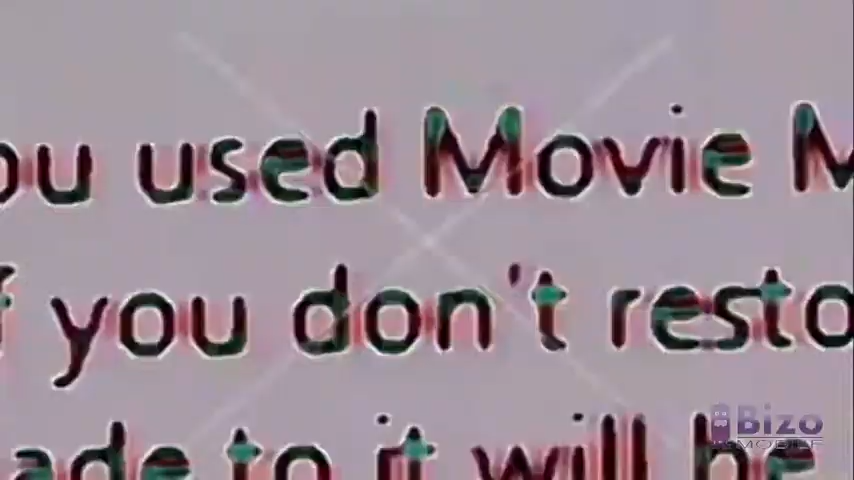 ou used Movie M
f you don't resto
ade to it will be
Bizo
MOBILE